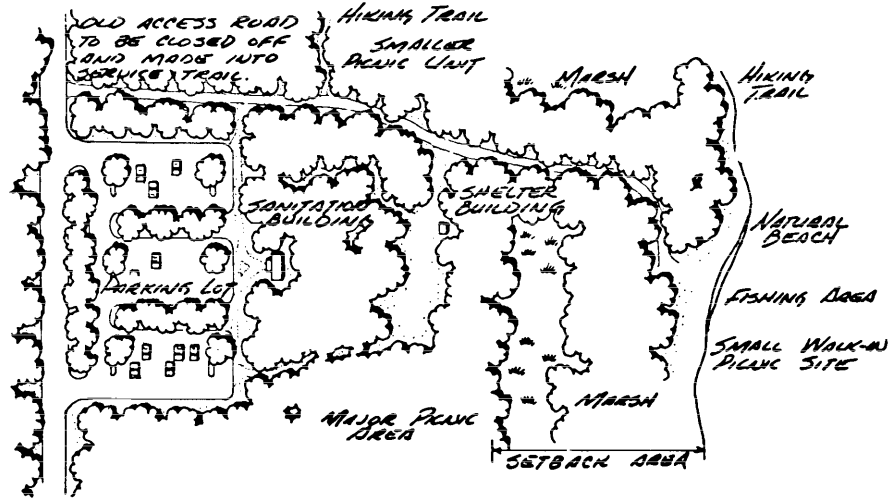 OLD ACCESS ROAD
TO BE CLOSED OFF
AND MADE INTO
SERVICE TRAIL.
HIKING TRAIL
SMALLER
PICNIC UNIT
MARSH
HIKING
TRAIL
SANITATION
BUILDING
SHELTER
BUILDING
NATURAL
BEACH
PARKING LOT
FISHING AREA
SMALL WALK-IN
PICNIC SITE
MARSH
MAJOR PICNIC
AREA
SETBACK AREA